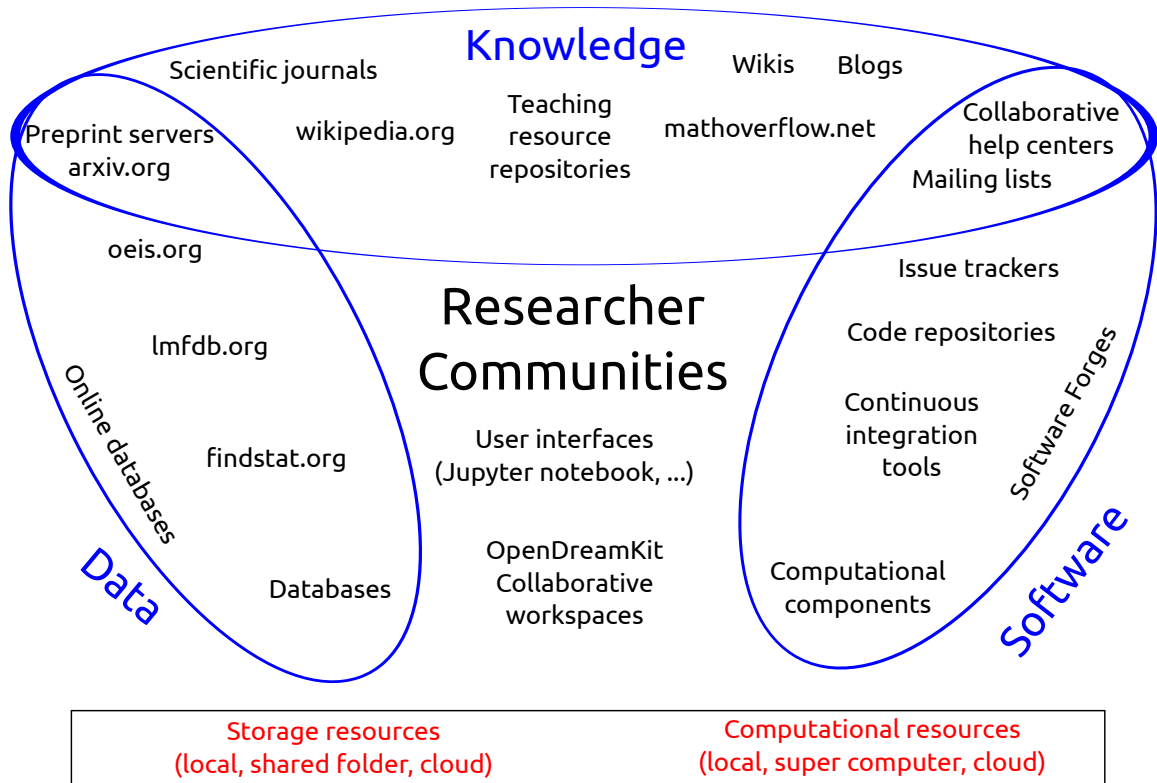 Knowledge
Scientific journals
Wikis
Blogs
Preprint servers
arxiv.org
wikipedia.org
Teaching
resource
repositories
mathoverflow.net
Collaborative
help centers
Mailing lists
oeis.org
lmfdb.org
Online databases
findstat.org
Databases
Data
Researcher
Communities
User interfaces
(Jupyter notebook, ...)
OpenDreamKit
Collaborative
workspaces
Issue trackers
Code repositories
Continuous
integration
tools
Software Forges
Computational
components
Software
Storage resources
(local, shared folder, cloud)
Computational resources
(local, super computer, cloud)